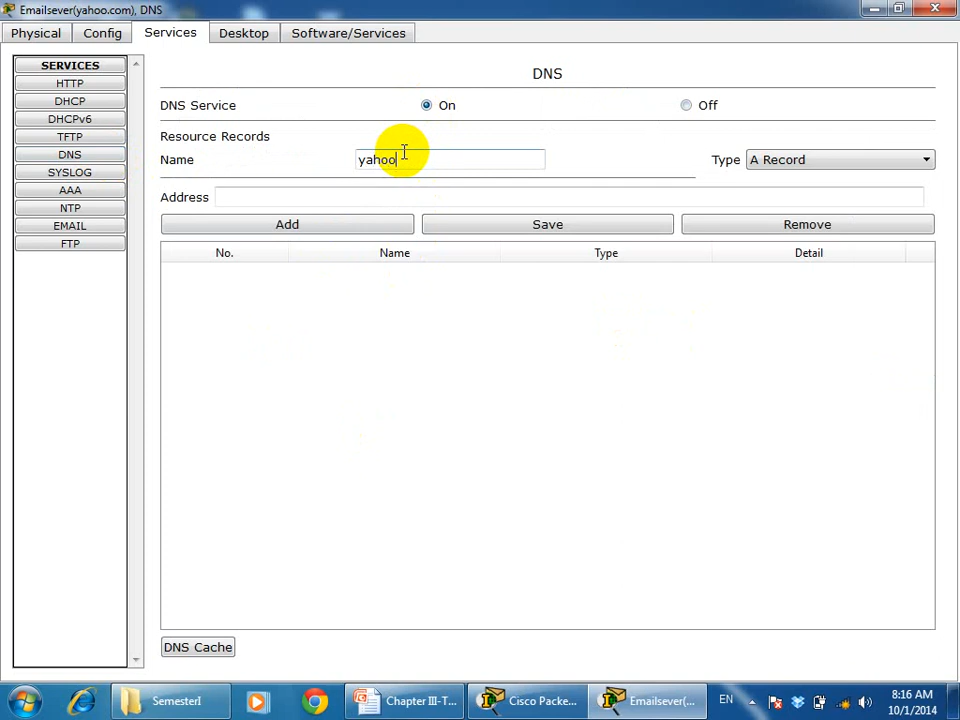 Emailsever(yahoo.com), DNS
Physical Config Services Desktop Software/Services
SERVICES
HTTP
DHCP
DHCPv6
TFTP
DNS
SYSLOG
AAA
NTP
EMAIL
FTP
DNS
DNS Service On Off
Resource Records
Name yahoo Type A Record
Address
Add Save Remove
No. Name Type Detail
DNS Cache
SemesterI Chapter III-T... Cisco Packe... Emailsever(... EN 8:16 AM
10/1/2014